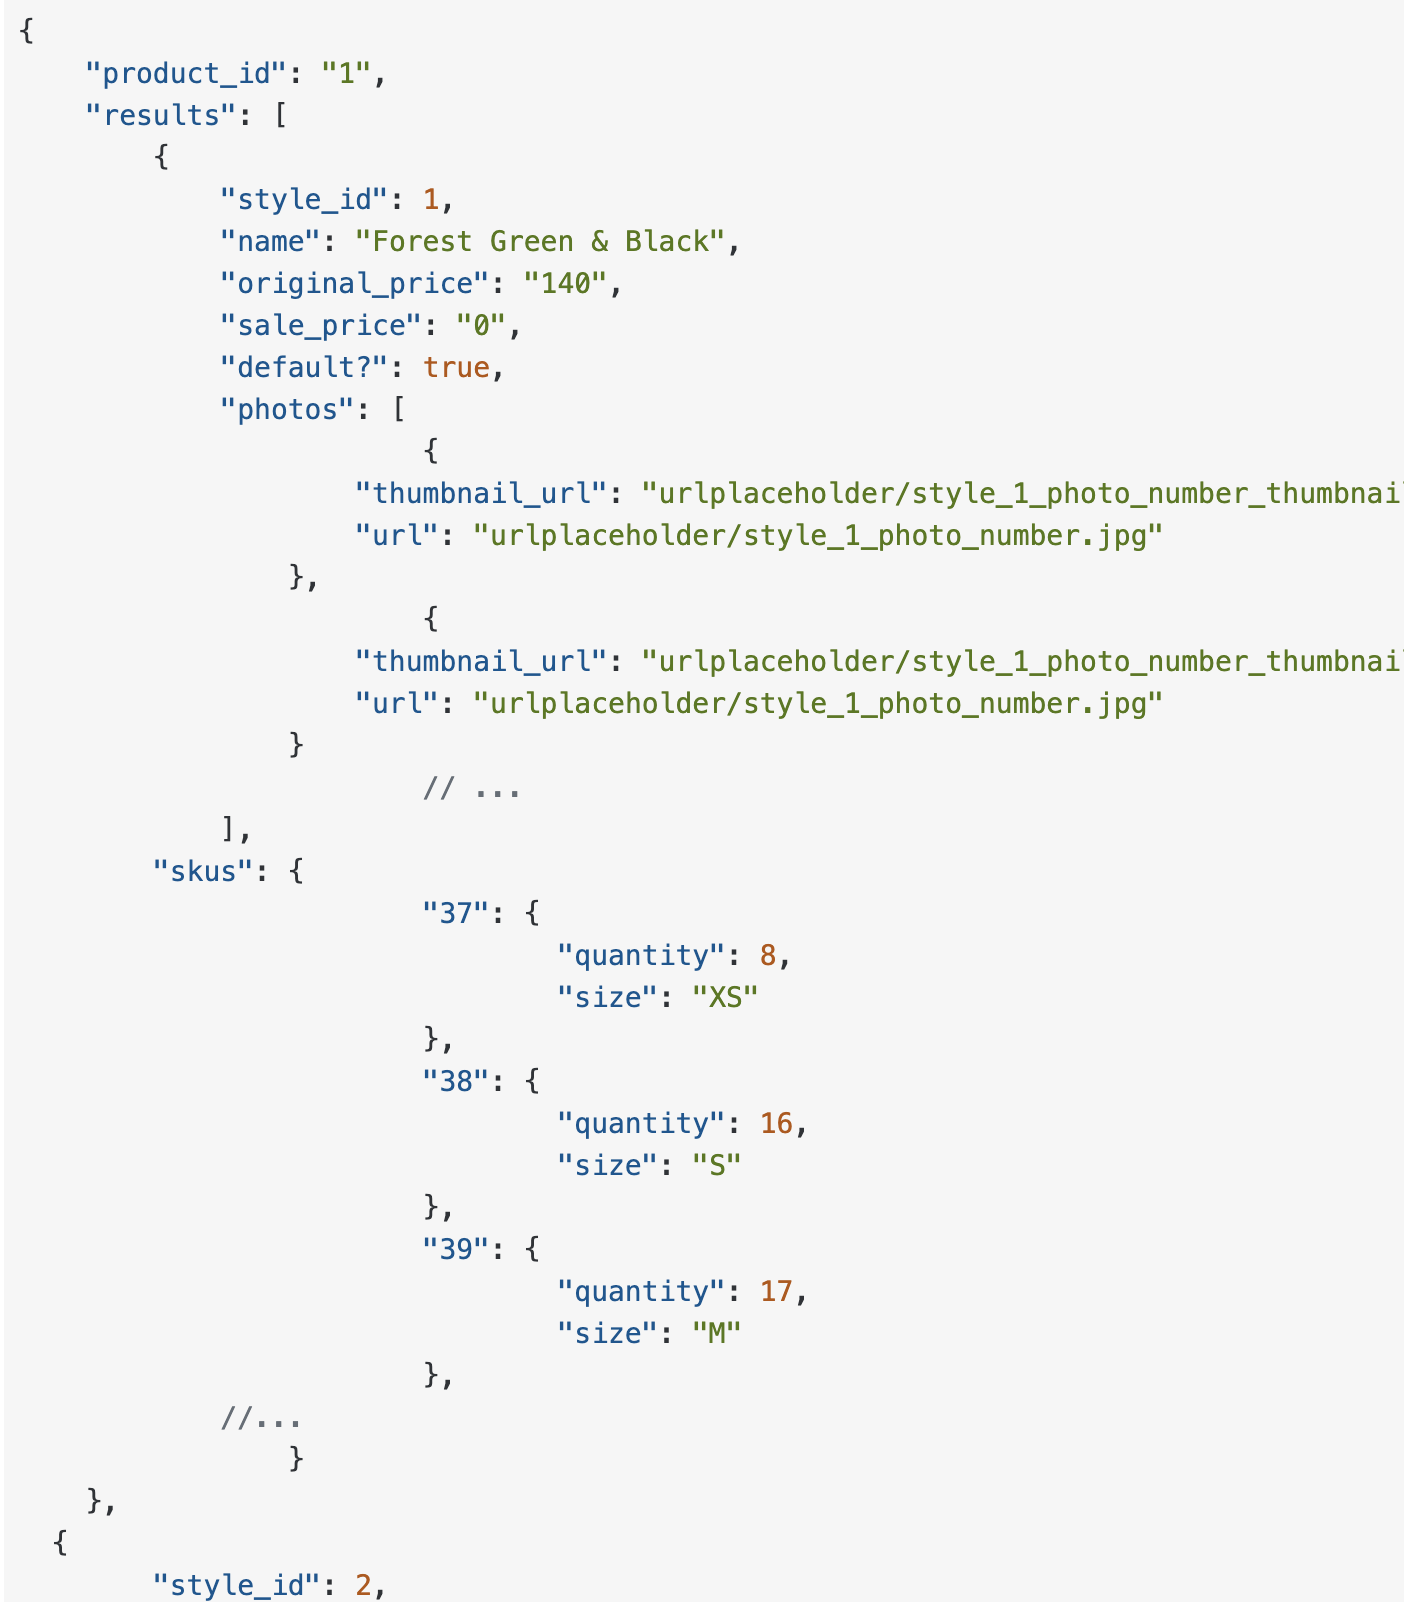 {
"product_id": "1",
"results": [
{
"style_id": 1,
"name": "Forest Green & Black",
"original_price": "140",
"sale_price": "0",
"default?": true,
"photos": [
{
"thumbnail_url": "urlplaceholder/style_1_photo_number_thumbnai
"url": "urlplaceholder/style_1_photo_number.jpg"
},
{
"thumbnail_url": "urlplaceholder/style_1_photo_number_thumbnai
"url": "urlplaceholder/style_1_photo_number.jpg"
}
// ...
],
"skus": {
"37": {
"quantity": 8,
"size": "XS"
},
"38": {
"quantity": 16,
"size": "S"
},
"39": {
"quantity": 17,
"size": "M"
},
//...
}
},
{
"style_id": 2,